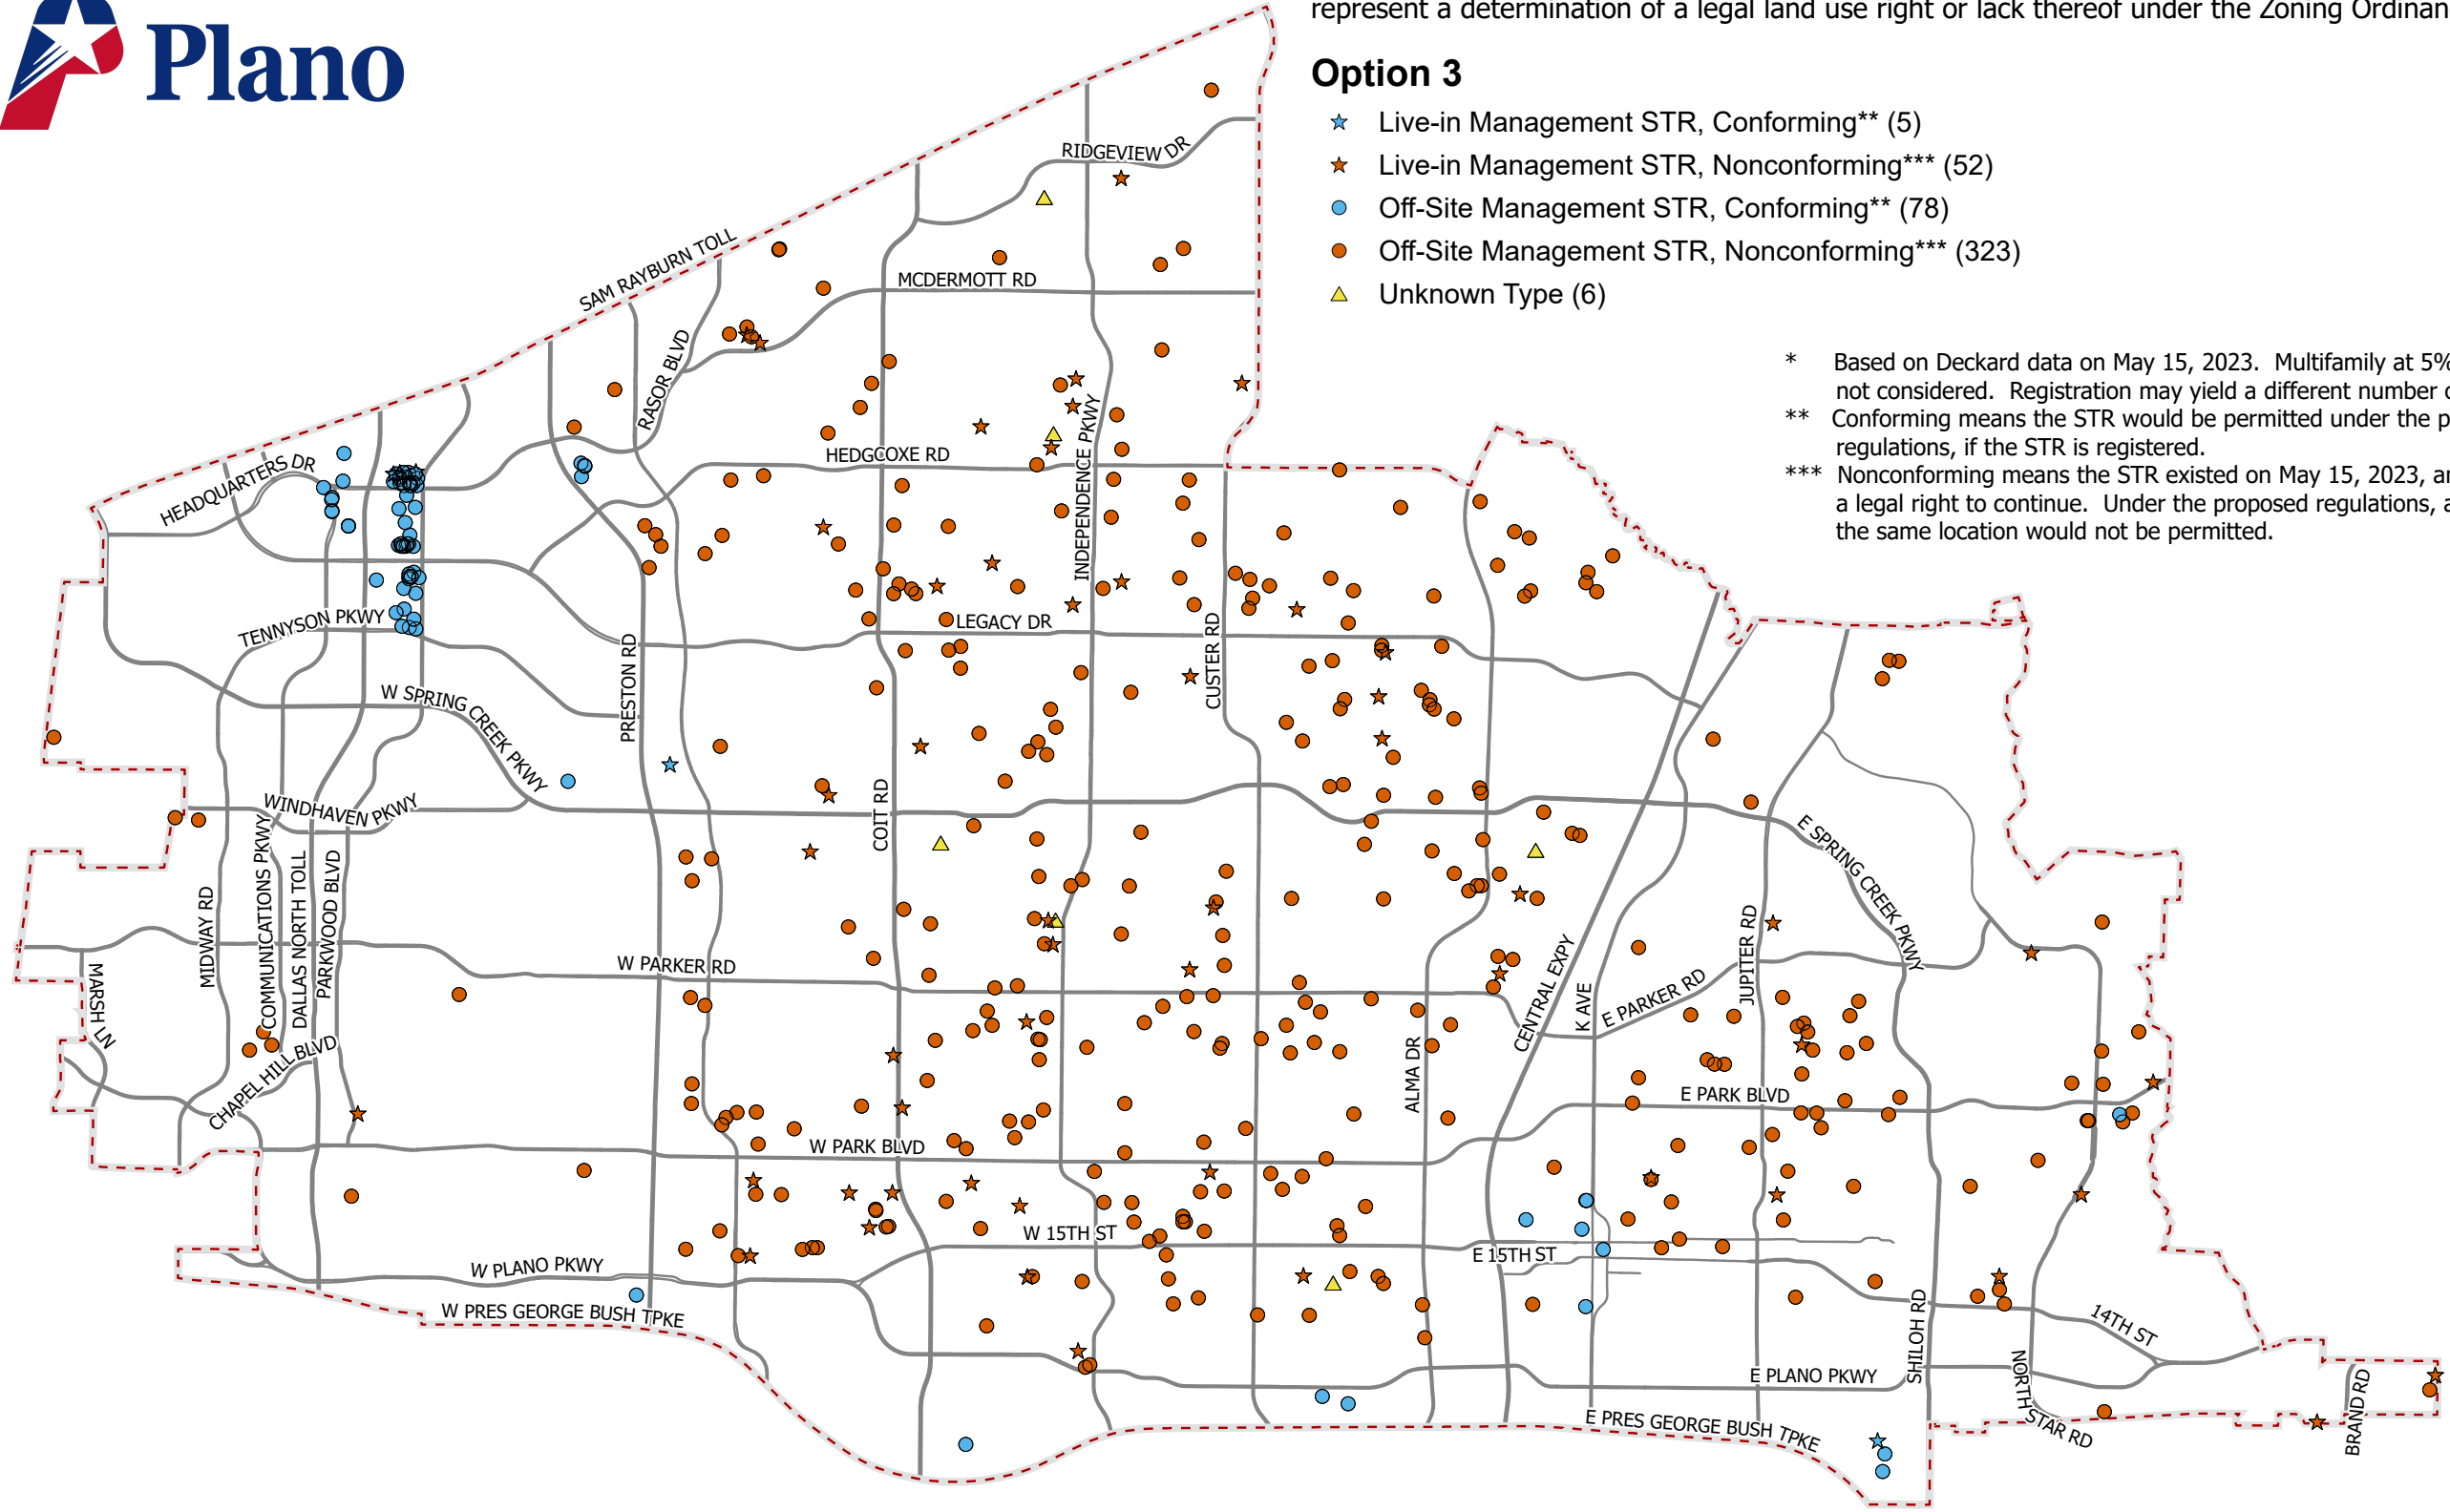 Plano
represent a determination of a legal land use right or lack thereof under the Zoning Ordinan
Option 3
Live-in Management STR, Conforming** (5)
Live-in Management STR, Nonconforming*** (52)
Off-Site Management STR, Conforming** (78)
Off-Site Management STR, Nonconforming*** (323)
Unknown Type (6)
* Based on Deckard data on May 15, 2023. Multifamily at 5%
not considered. Registration may yield a different number
** Conforming means the STR would be permitted under the p
regulations, if the STR is registered.
*** Nonconforming means the STR existed on May 15, 2023, a
a legal right to continue. Under the proposed regulations, a
the same location would not be permitted.
RIDGEVIEW DR
SAM RAYBURN TOLL
MCDERMOTT RD
RASOR BLVD
INDEPENDENCE PKWY
HEDGCOXE RD
HEADQUARTERS DR
TENNYSON PKWY
LEGACY DR
CUSTER RD
PRESTON RD
W SPRING CREEK PKWY
COIT RD
WINDHAVEN PKWY
E SPRING CREEK PKWY
MIDWAY RD
COMMUNICATIONS PKWY
DALLAS NORTH TOLL
PARKWOOD BLVD
MARSH LN
W PARKER RD
CENTRAL EXPY
K AVE
E PARKER RD
JUPITER RD
CHAPEL HILL BLVD
ALMA DR
E PARK BLVD
W PARK BLVD
W 15TH ST
E 15TH ST
W PLANO PKWY
W PRES GEORGE BUSH TPKE
SHILOH RD
14TH ST
E PLANO PKWY
NORTH STAR RD
BRAND RD
E PRES GEORGE BUSH TPKE